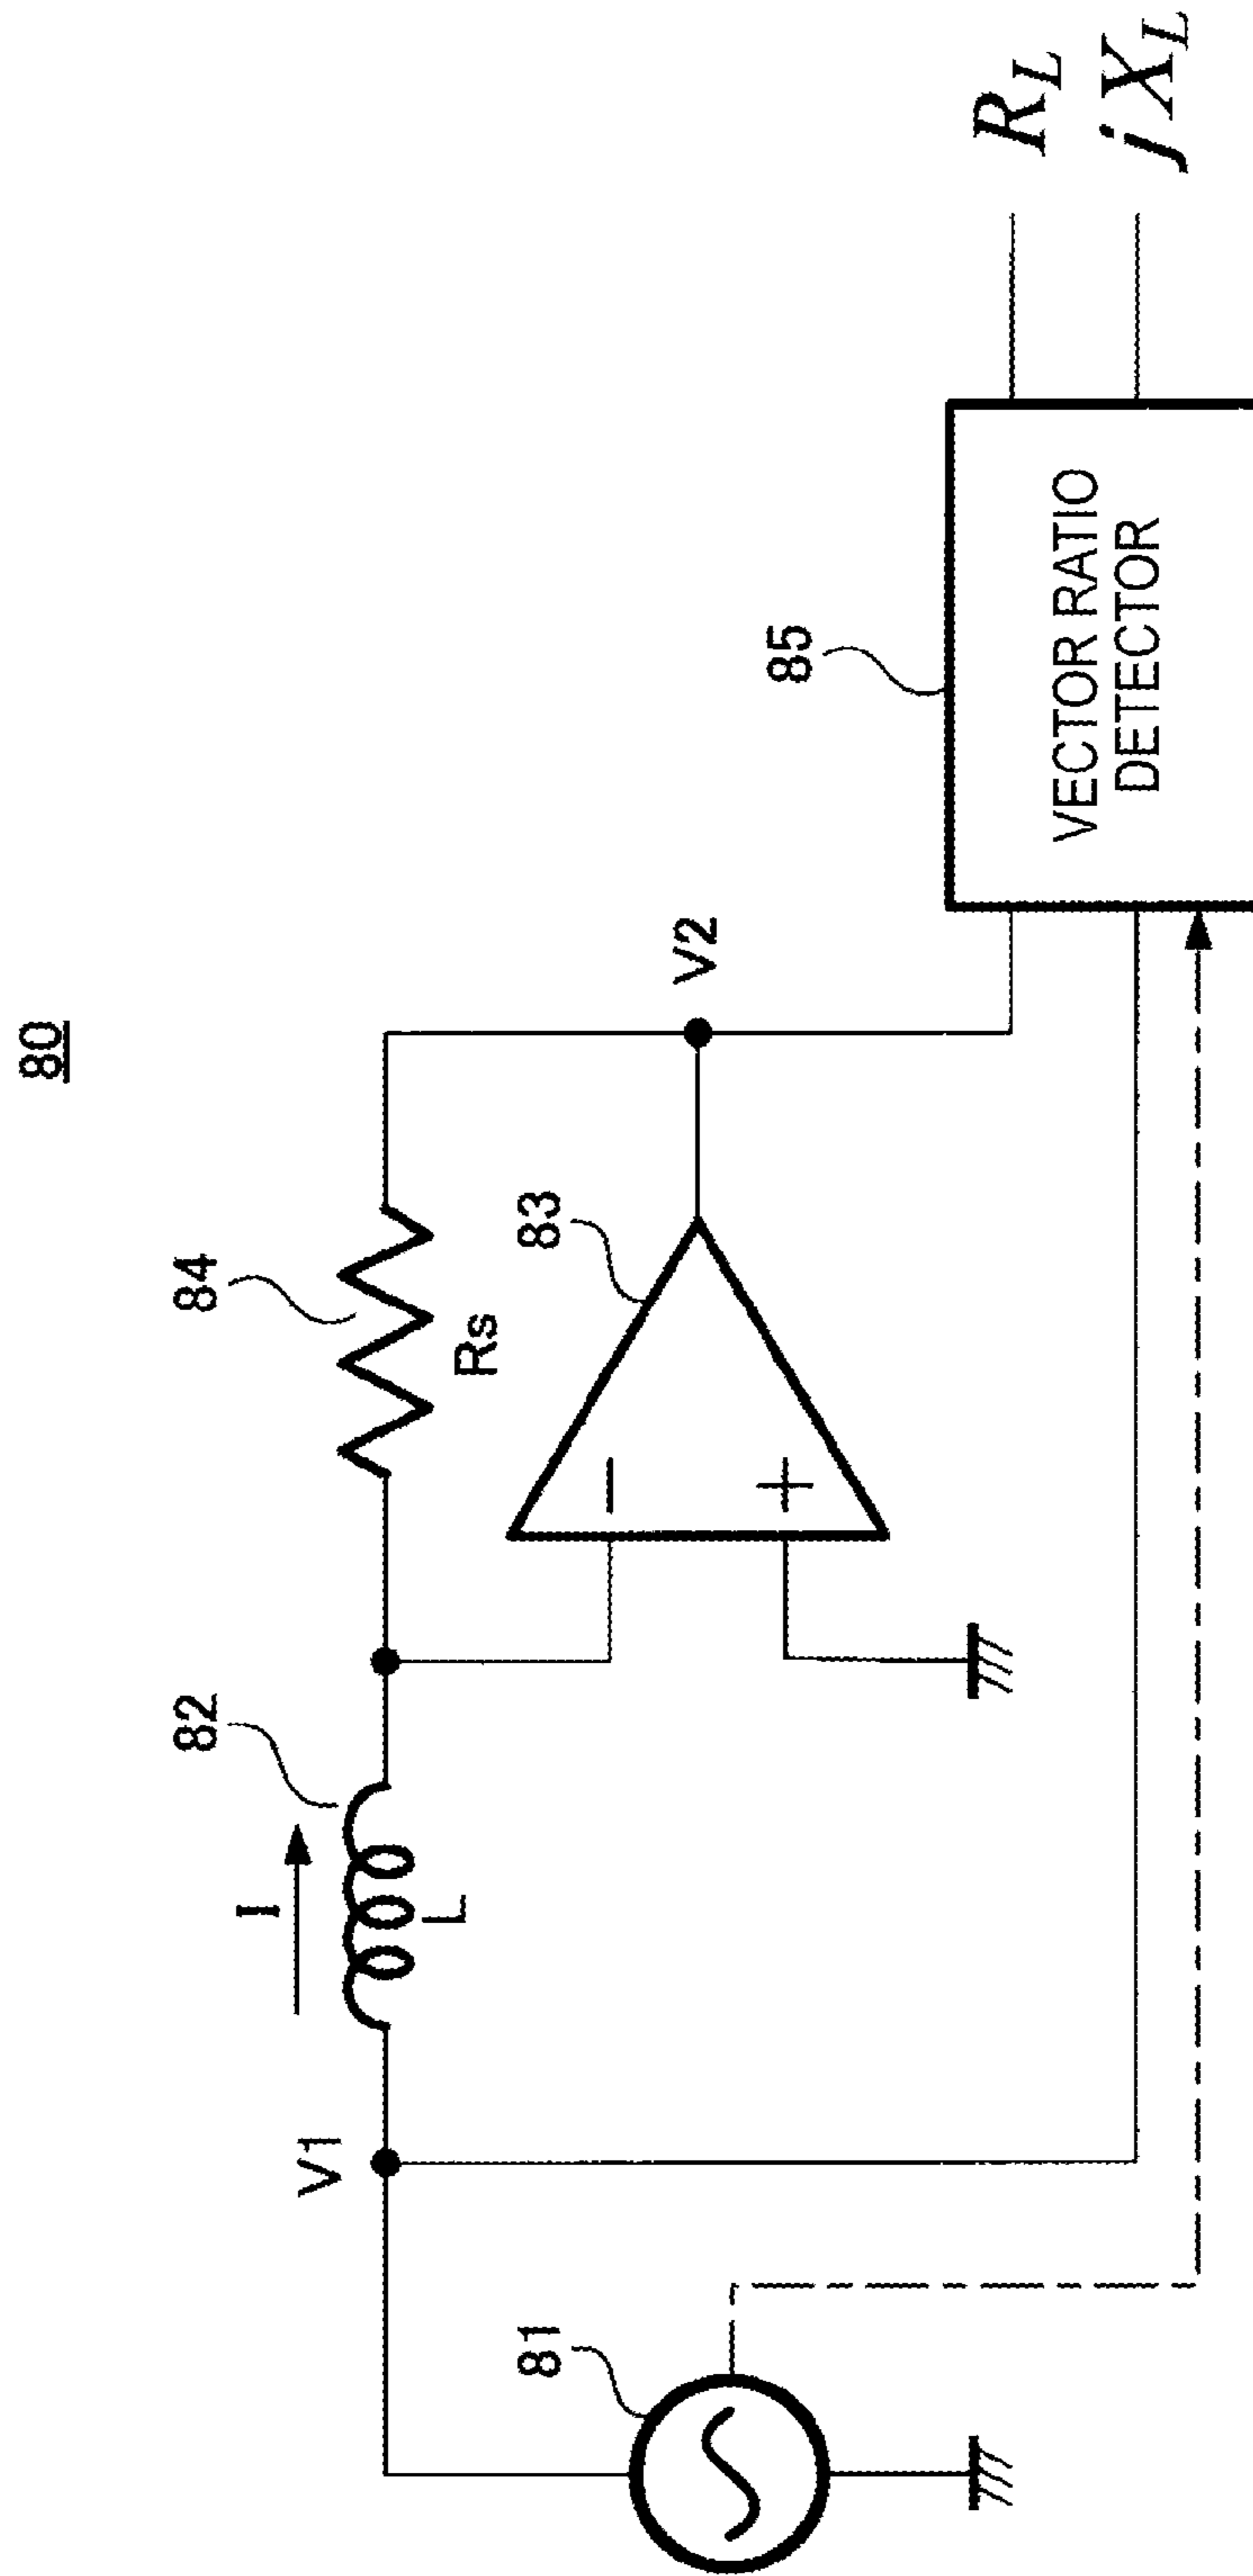 80
84
Rs
82
I
L
83
−
+
V1
V2
81
85
VECTOR RATIO
DETECTOR
R_L
jX_L